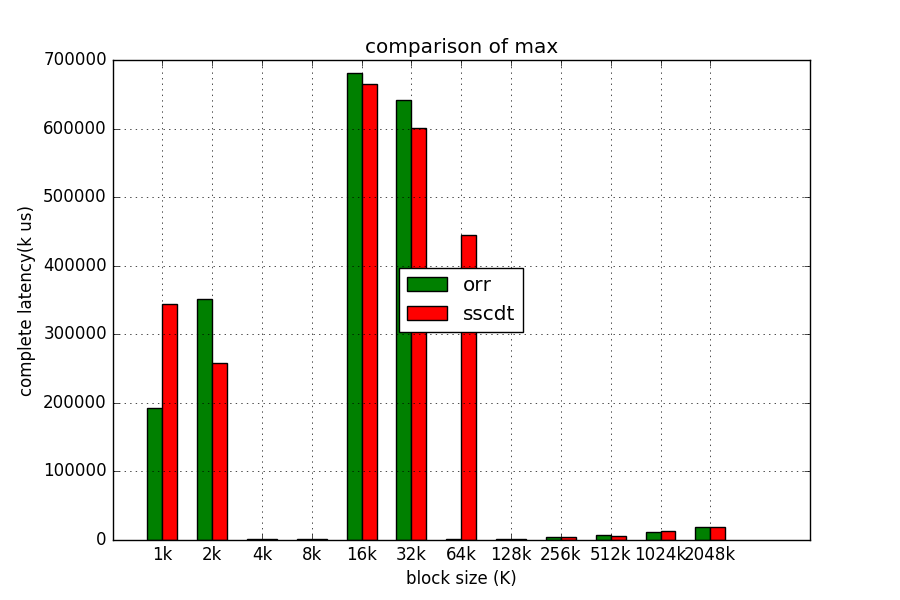 comparison of max
700000
600000
500000
400000
300000
200000
100000
0
complete latency(k us)
orr
sscdt
1k 2k 4k 8k 16k 32k 64k 128k 256k 512k 1024k 2048k
block size (K)